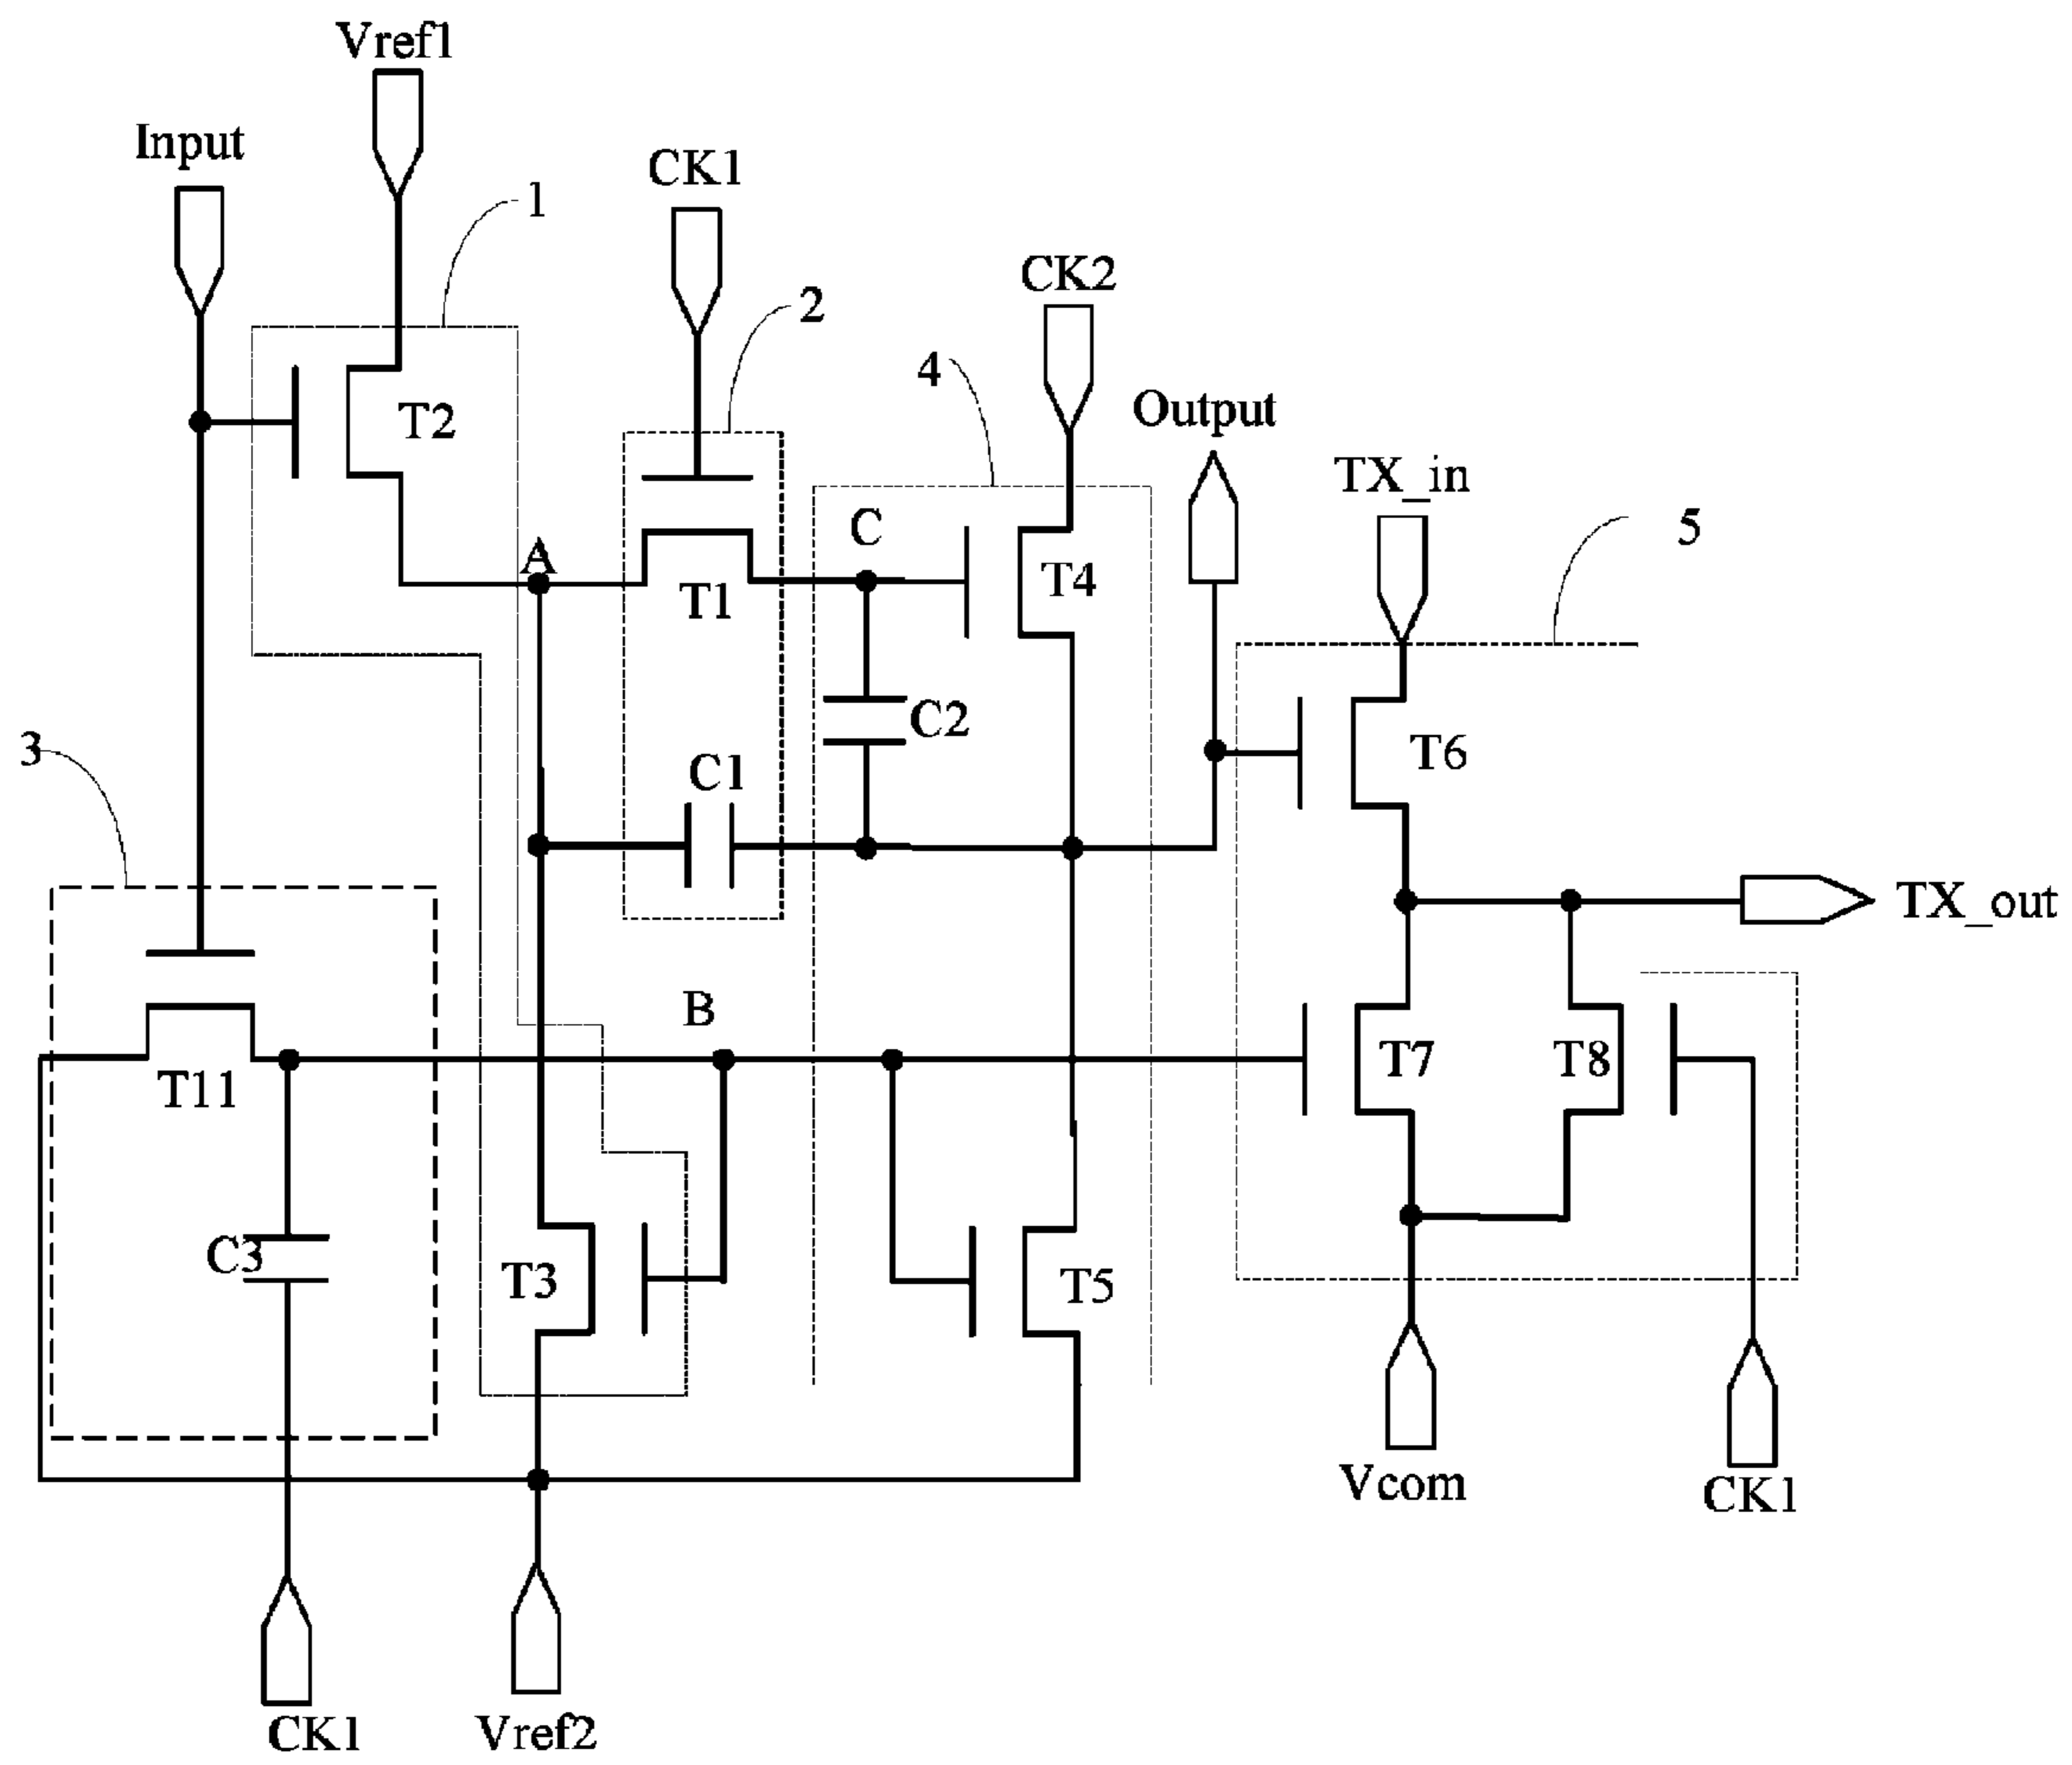 Vref1
Input
CK1
1
CK2
2
4
Output
T2
TX_in
C
5
A
T4
T1
C2
T6
3
C1
TX_out
B
T11
T7
T8
C3
T3
T5
Vcom
CK1
CK1
Vref2